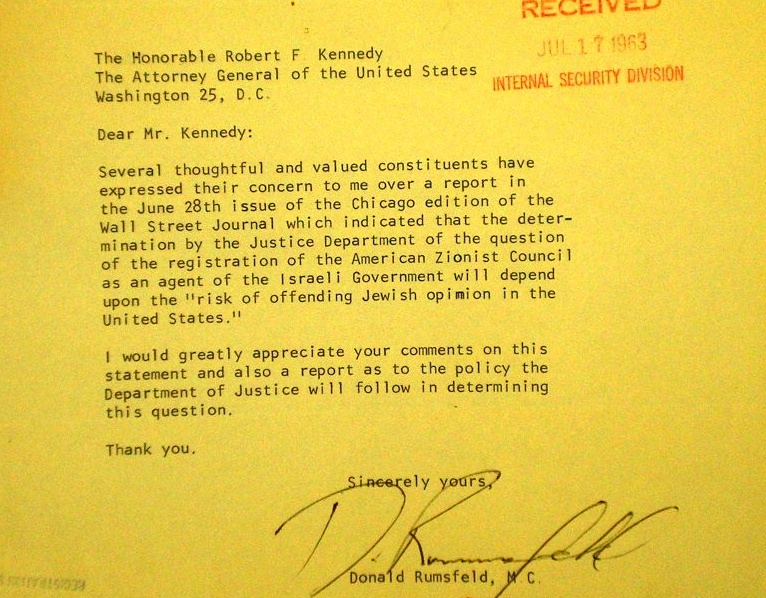 RECEIVED
JUL 17 1963
INTERNAL SECURITY DIVISION
The Honorable Robert F. Kennedy
The Attorney General of the United States
Washington 25, D.C.
Dear Mr. Kennedy:
Several thoughtful and valued constituents have
expressed their concern to me over a report in
the June 28th issue of the Chicago edition of the
Wall Street Journal which indicated that the deter-
mination by the Justice Department of the question
of the registration of the American Zionist Council
as an agent of the Israeli Government will depend
upon the "risk of offending Jewish opimion in the
United States."
I would greatly appreciate your comments on this
statement and also a report as to the policy the
Department of Justice will follow in determining
this question.
Thank you.
Sincerely yours,
D. Rumsfeld
Donald Rumsfeld, M.C.